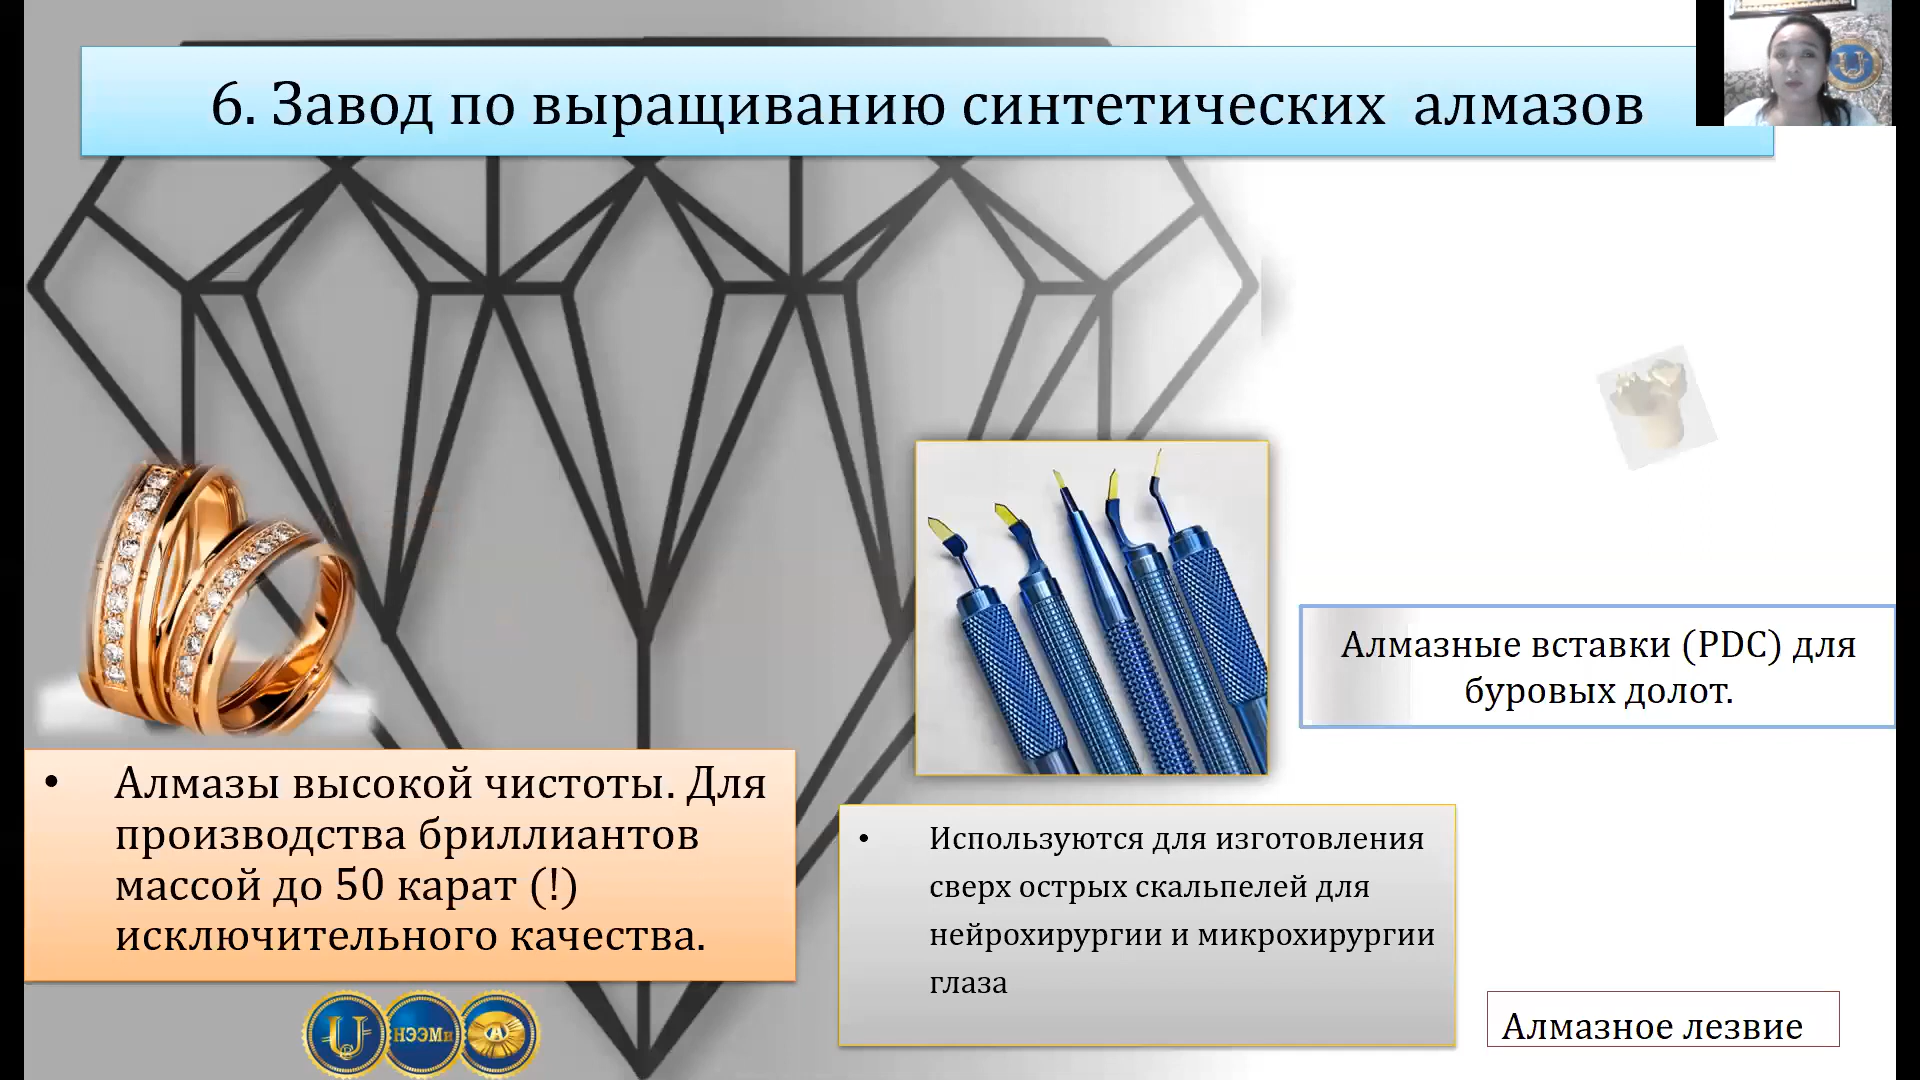 6. Завод по выращиванию синтетических алмазов
Алмазные вставки (PDC) для
буровых долот.
• Алмазы высокой чистоты. Для
производства бриллиантов
массой до 50 карат (!)
исключительного качества.
• Используются для изготовления
сверх острых скальпелей для
нейрохирургии и микрохирургии
глаза
Алмазное лезвие
НЭЭМи
А